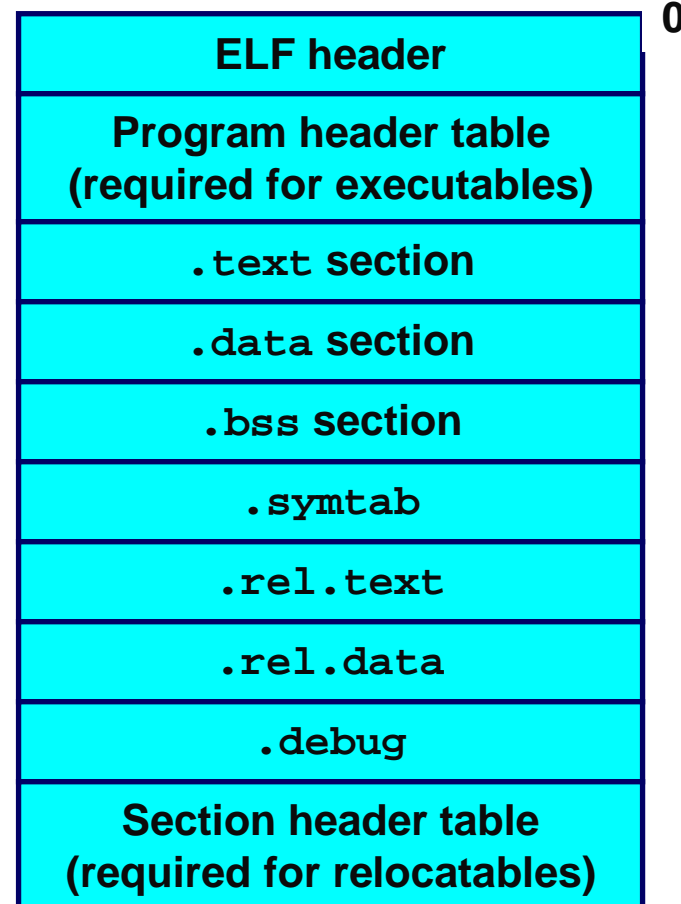 0
ELF header
Program header table
(required for executables)
.text section
.data section
.bss section
.symtab
.rel.text
.rel.data
.debug
Section header table
(required for relocatables)